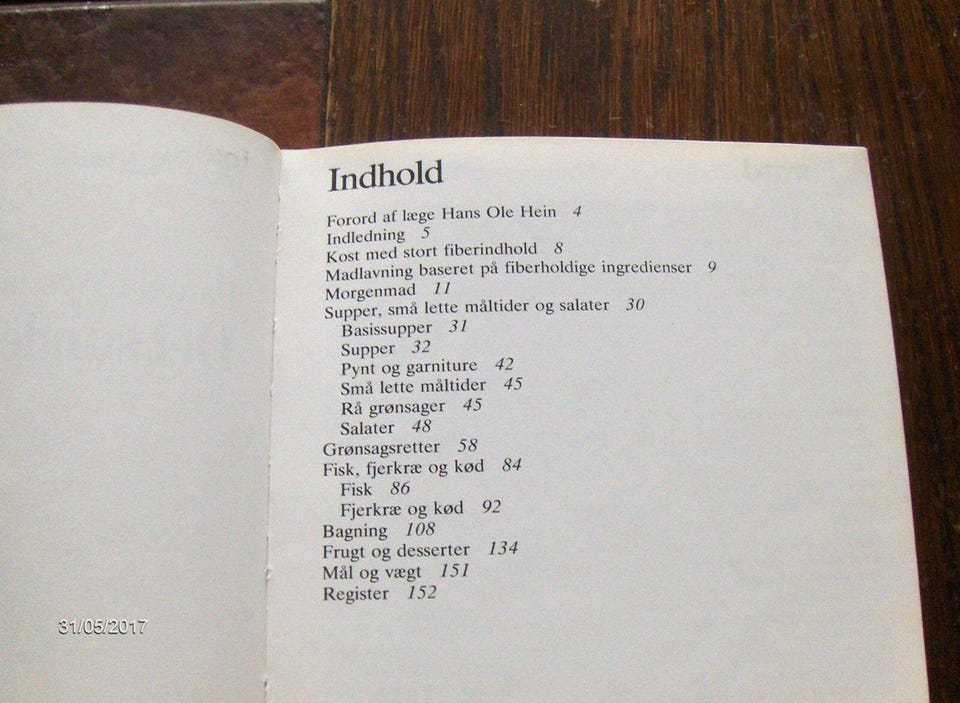 Indhold
Forord af læge Hans Ole Hein 4
Indledning 5
Kost med stort fiberindhold 8
Madlavning baseret på fiberholdige ingredienser 9
Morgenmad 11
Supper, små lette måltider og salater 30
Basissupper 31
Supper 32
Pynt og garniture 42
Små lette måltider 45
Rå grønsager 45
Salater 48
Grønsagsretter 58
Fisk, fjerkræ og kød 84
Fisk 86
Fjerkræ og kød 92
Bagning 108
Frugt og desserter 134
Mål og vægt 151
Register 152
31/05/2017